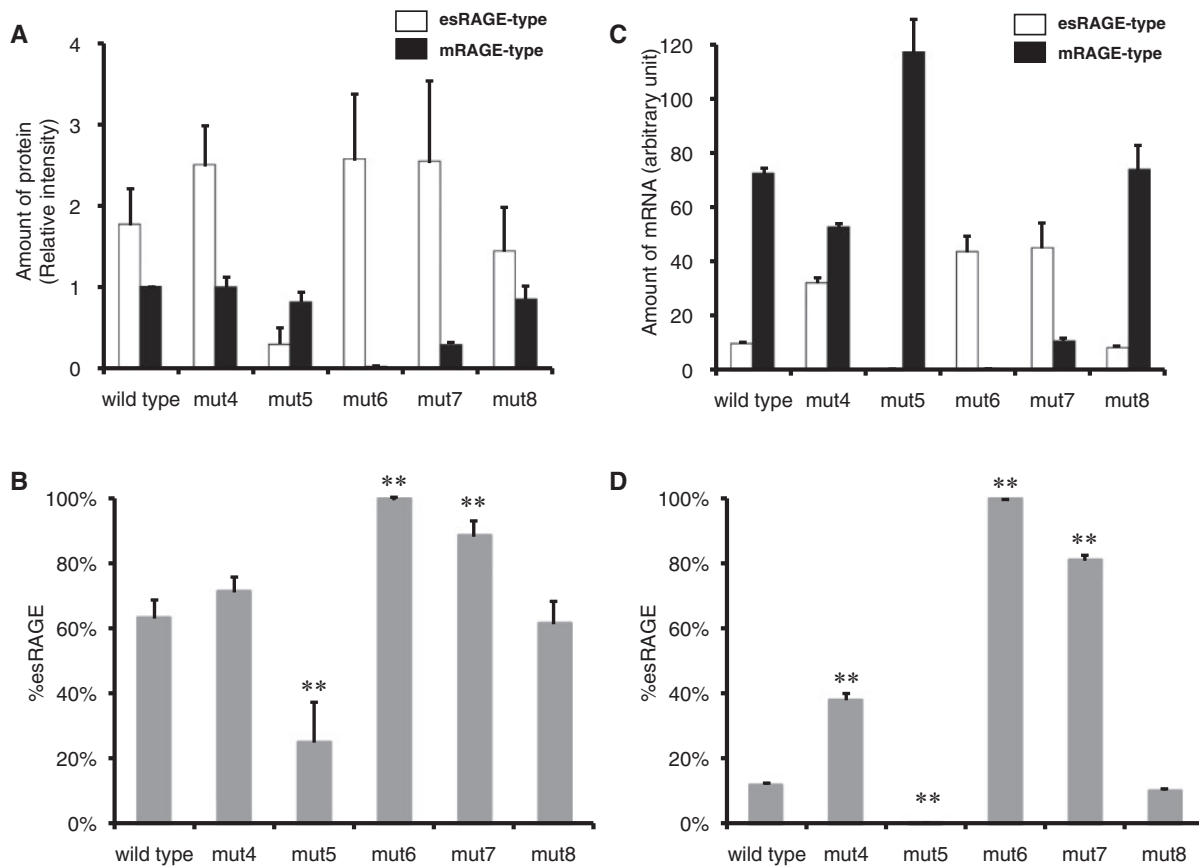 A
esRAGE-type
mRAGE-type
Amount of protein
(Relative intensity)
4
3
2
1
0
wild type mut4 mut5 mut6 mut7 mut8
C
esRAGE-type
mRAGE-type
Amount of mRNA (arbitrary unit)
120
100
80
60
40
20
0
wild type mut4 mut5 mut6 mut7 mut8
B
%esRAGE
100%
80%
60%
40%
20%
0%
**
**
**
wild type mut4 mut5 mut6 mut7 mut8
D
%esRAGE
100%
80%
60%
40%
20%
0%
**
**
**
**
wild type mut4 mut5 mut6 mut7 mut8